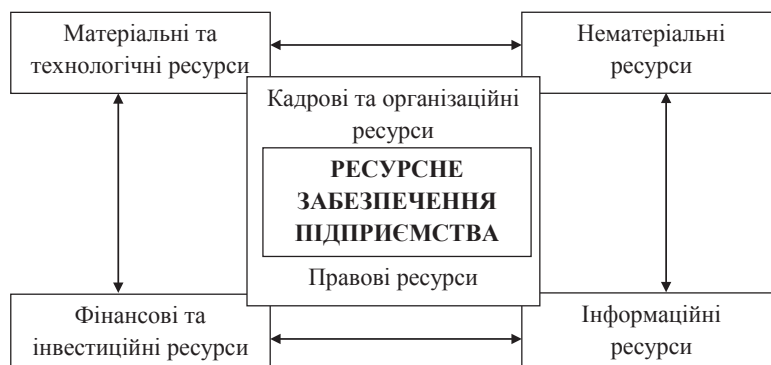 Матеріальні та
технологічні ресурси
Нематеріальні
ресурси
Кадрові та організаційні
ресурси
РЕСУРСНЕ
ЗАБЕЗПЕЧЕННЯ
ПІДПРИЄМСТВА
Правові ресурси
Фінансові та
інвестиційні ресурси
Інформаційні
ресурси